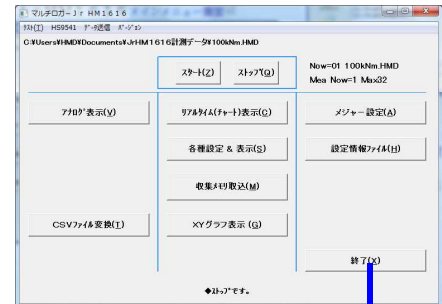 マルチロガーJr HM1616
ﾃｽﾄ(T) HS9541 ﾃﾞｰﾀ送信 ﾊﾞｰｼﾞｮﾝ
C:¥Users¥HMD¥Documents¥JrHM1616計測データ¥100kNm.HMD
ｽﾀｰﾄ(Z) ｽﾄｯﾌﾟ(Q)
Now=01 100kNm.HMD
Mea Now=1 Max32
ｱﾅﾛｸﾞ表示(V) ﾘｱﾙﾀｲﾑ(ﾁｬｰﾄ)表示(C) メジャー設定(A)
各種設定 & 表示(S) 設定情報ﾌｧｲﾙ(H)
収集ﾒﾓﾘ取込(M)
CSVﾌｧｲﾙ変換(T) XYグラフ表示 (G)
終了(X)
◆ｽﾄｯﾌﾟです。